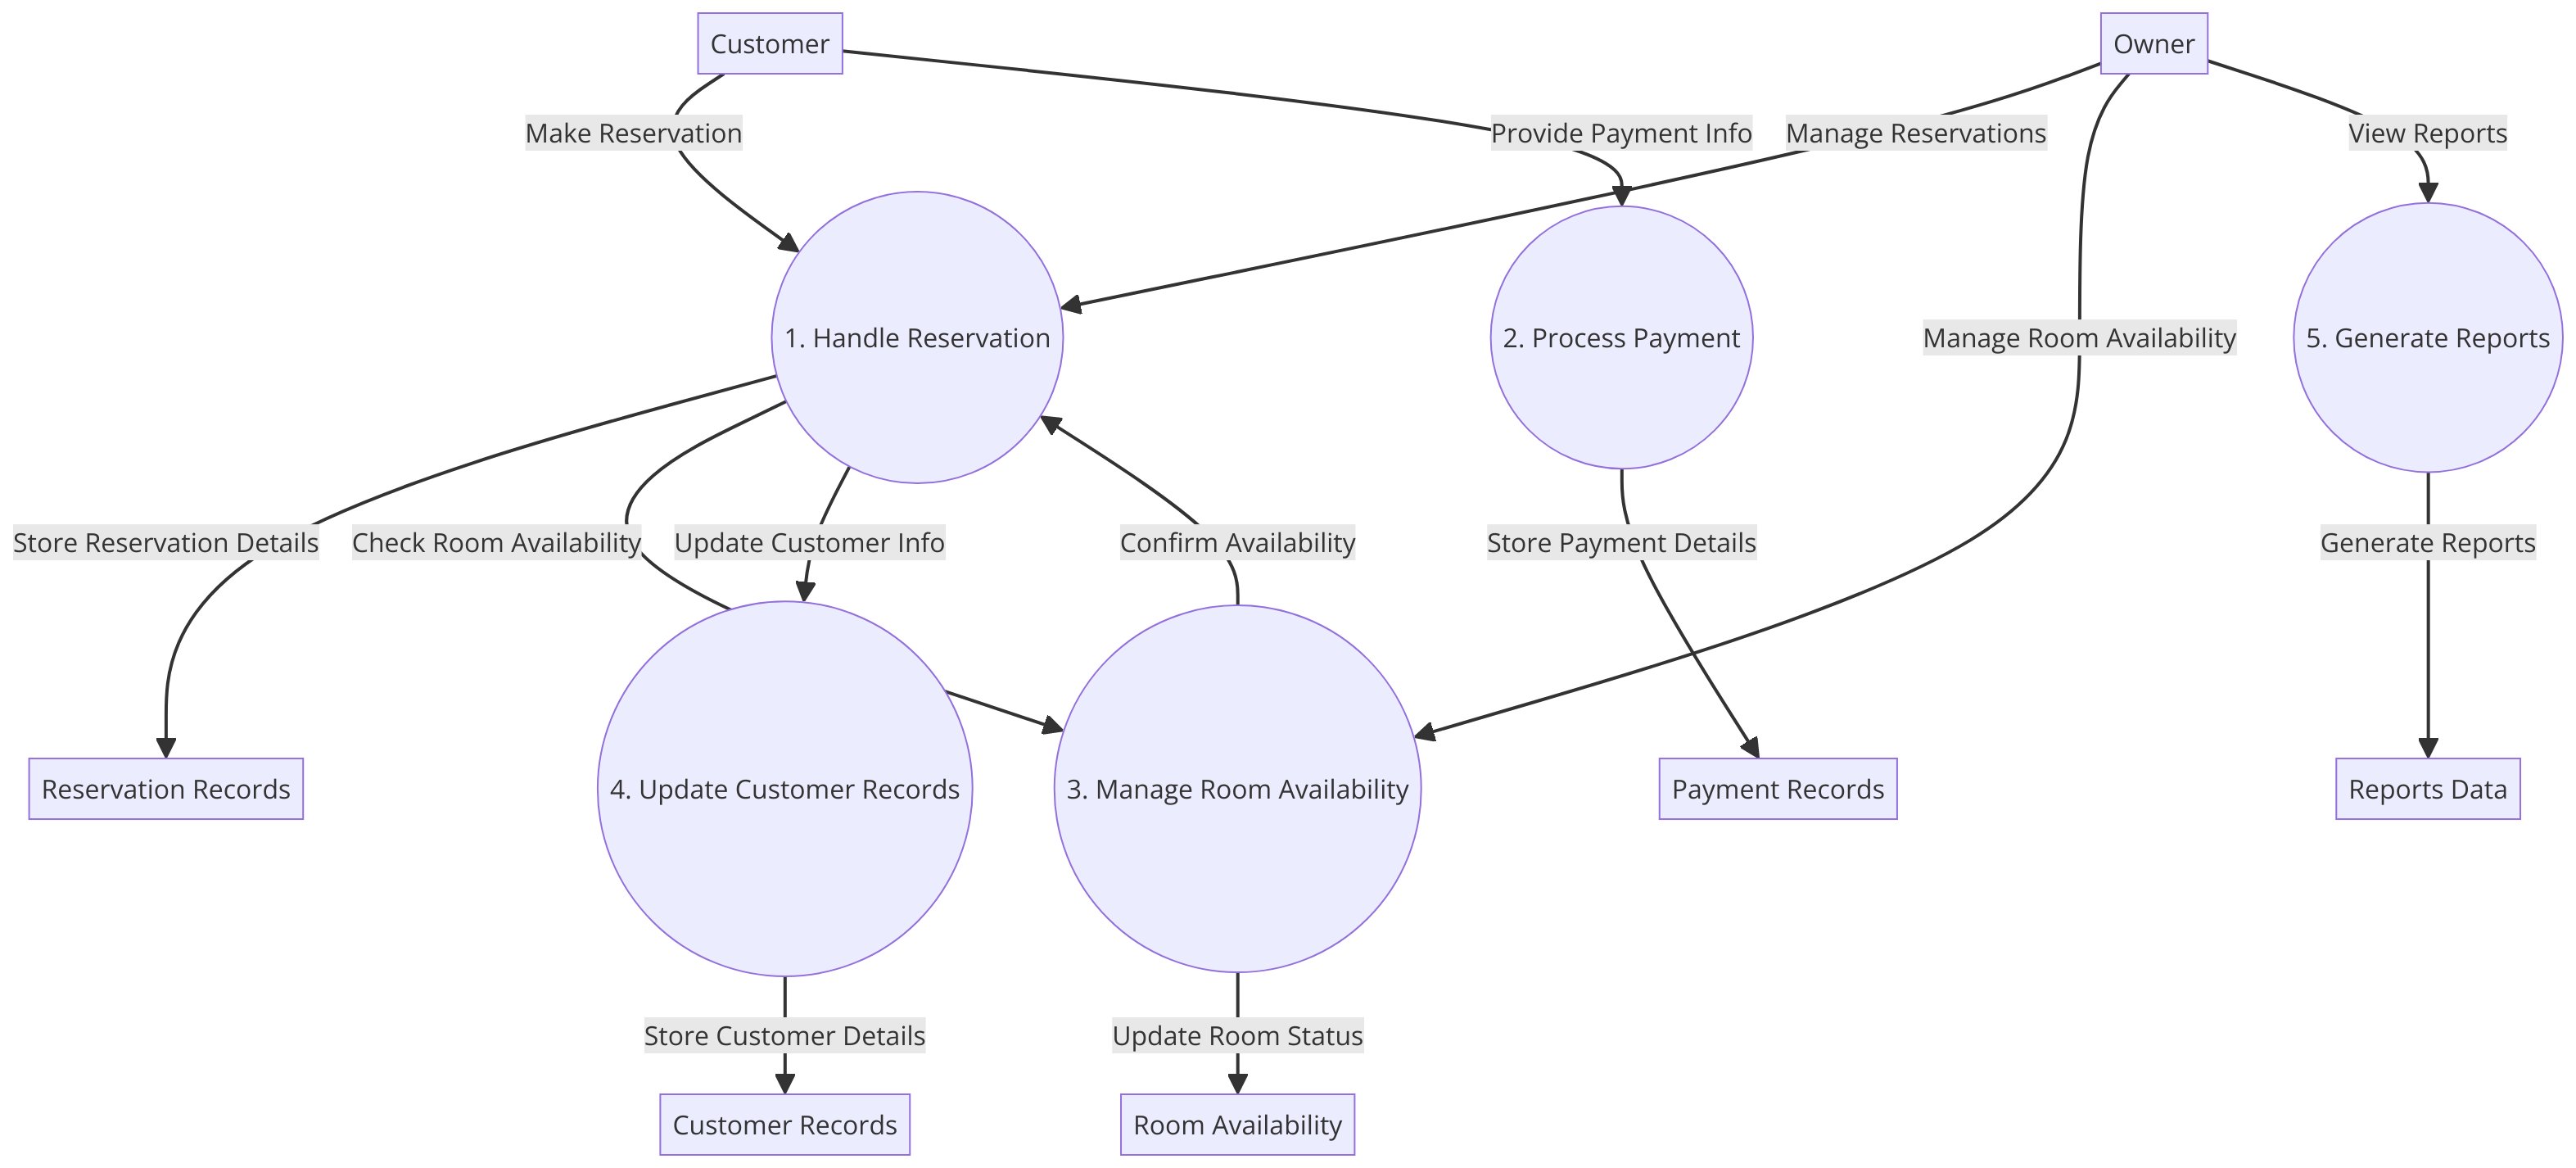 Customer
Owner
Make Reservation
Provide Payment Info
Manage Reservations
View Reports
1. Handle Reservation
2. Process Payment
Manage Room Availability
5. Generate Reports
Store Reservation Details
Check Room Availability
Update Customer Info
Confirm Availability
Store Payment Details
Generate Reports
Reservation Records
4. Update Customer Records
3. Manage Room Availability
Payment Records
Reports Data
Store Customer Details
Update Room Status
Customer Records
Room Availability